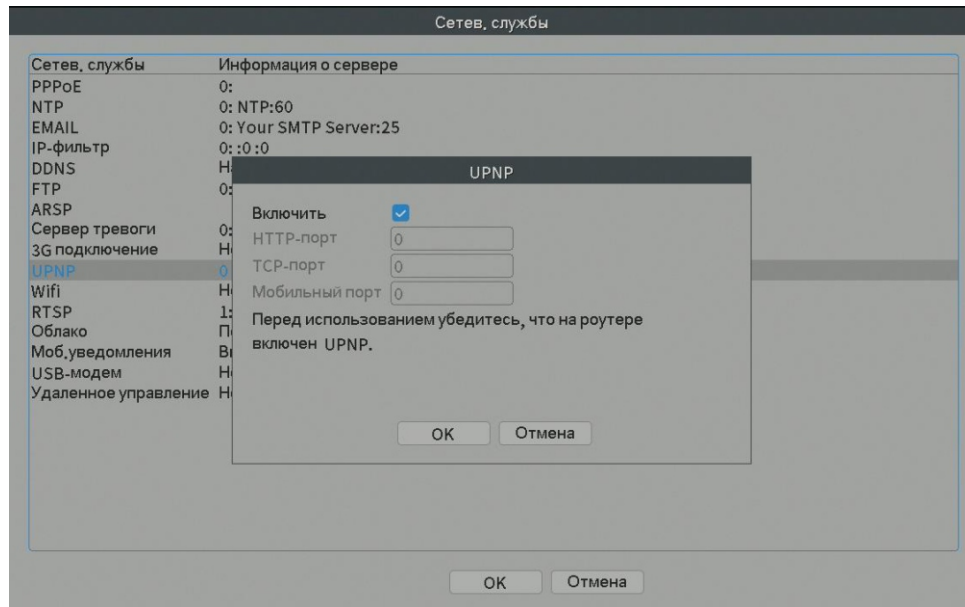 Сетев. службы
Сетев. службы Информация о сервере
PPPoE 0:
NTP 0: NTP:60
EMAIL 0: Your SMTP Server:25
IP-фильтр 0: :0 :0
DDNS
FTP 0:
ARSP
Сервер тревоги 0:
3G подключение
UPNP 0
Wifi
RTSP 1:
Облако
Моб.уведомления
USB-модем
Удаленное управление
UPNP
Включить
HTTP-порт 0
TCP-порт 0
Мобильный порт 0
Перед использованием убедитесь, что на роутере
включен UPNP.
OK Отмена
OK Отмена